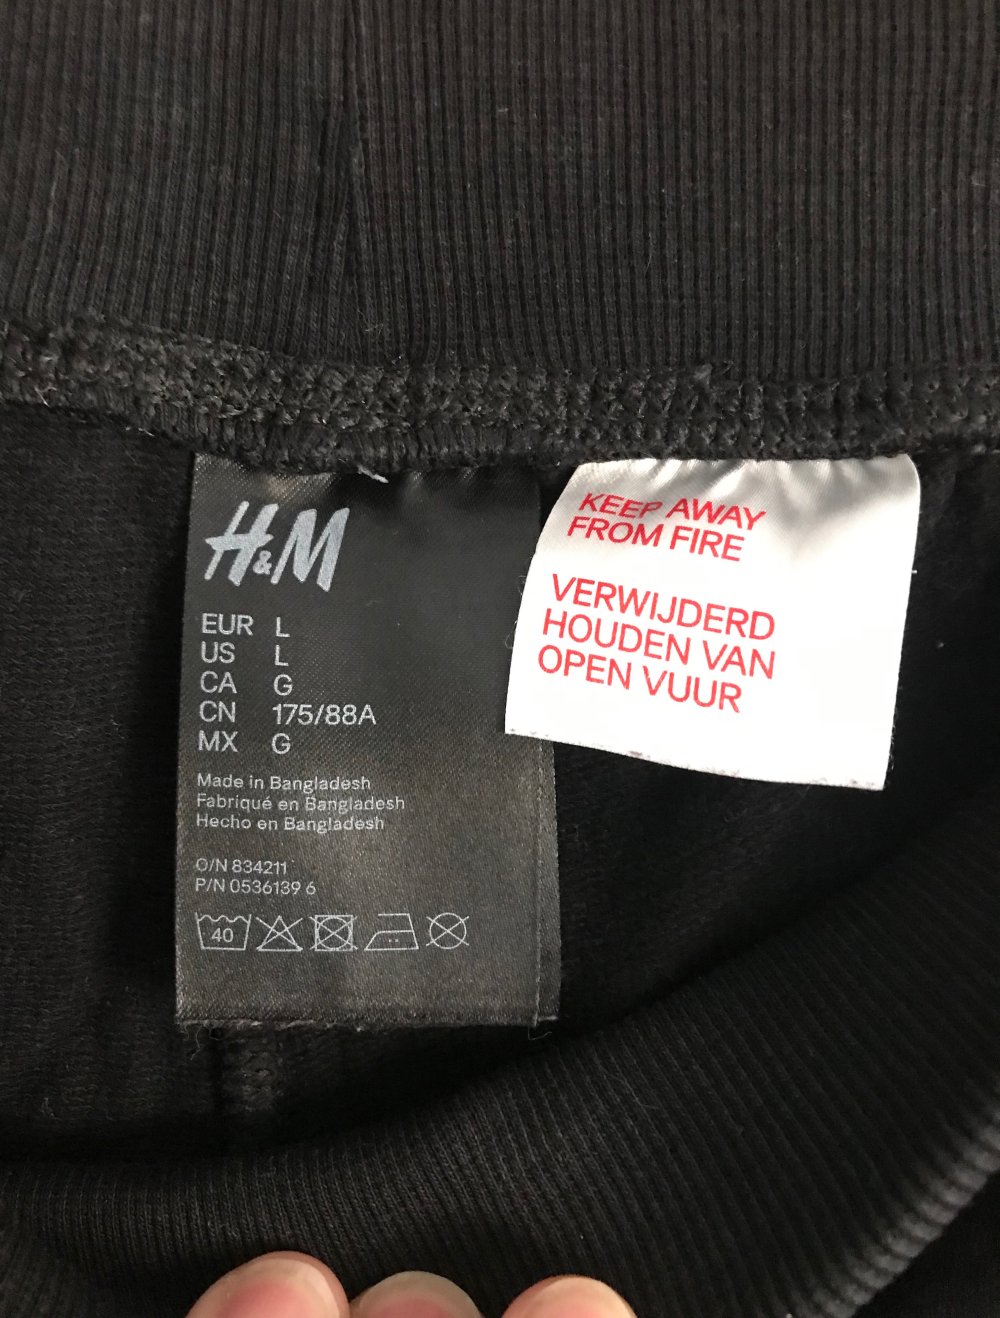 H&M
EUR L
US L
CA G
CN 175/88A
MX G
Made in Bangladesh
Fabriqué en Bangladesh
Hecho en Bangladesh
O/N 834211
P/N 0536139 6
40
KEEP AWAY
FROM FIRE
VERWIJDERD
HOUDEN VAN
OPEN VUUR